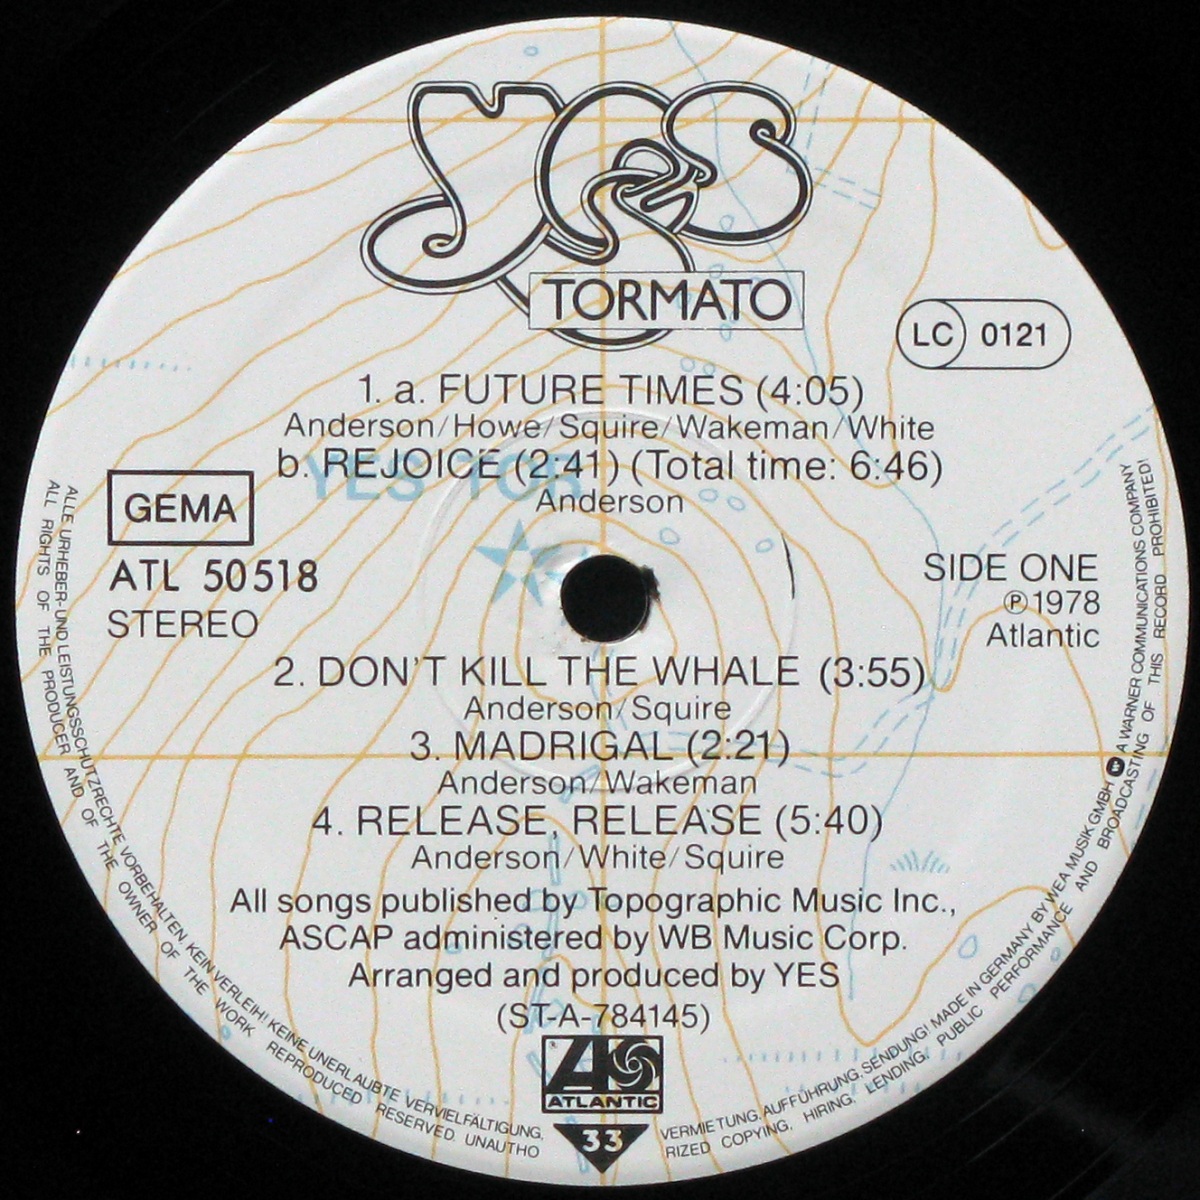 YES
TORMATO
LC 0121
1. a. FUTURE TIMES (4:05)
Anderson/Howe/Squire/Wakeman/White
b. REJOICE (2:41) (Total time: 6:46)
Anderson
YES TOR
GEMA
ATL 50518
STEREO
SIDE ONE
℗1978
Atlantic
2. DON'T KILL THE WHALE (3:55)
Anderson/Squire
3. MADRIGAL (2:21)
Anderson/Wakeman
4. RELEASE, RELEASE (5:40)
Anderson/White/Squire
All songs published by Topographic Music Inc.,
ASCAP administered by WB Music Corp.
Arranged and produced by YES
(ST-A-784145)
ATLANTIC
33
ALLE URHEBER- UND LEISTUNGSSCHUTZRECHTE VORBEHALTEN. KEIN VERLEIH! KEINE UNERLAUBTE VERVIELFÄLTIGUNG, VERMIETUNG, AUFFÜHRUNG, SENDUNG! MADE IN GERMANY BY WEA MUSIK GMBH A WARNER COMMUNICATIONS COMPANY
ALL RIGHTS OF THE PRODUCER AND OF THE OWNER OF THE WORK REPRODUCED RESERVED. UNAUTHORIZED COPYING, HIRING, LENDING, PUBLIC PERFORMANCE AND BROADCASTING OF THIS RECORD PROHIBITED!